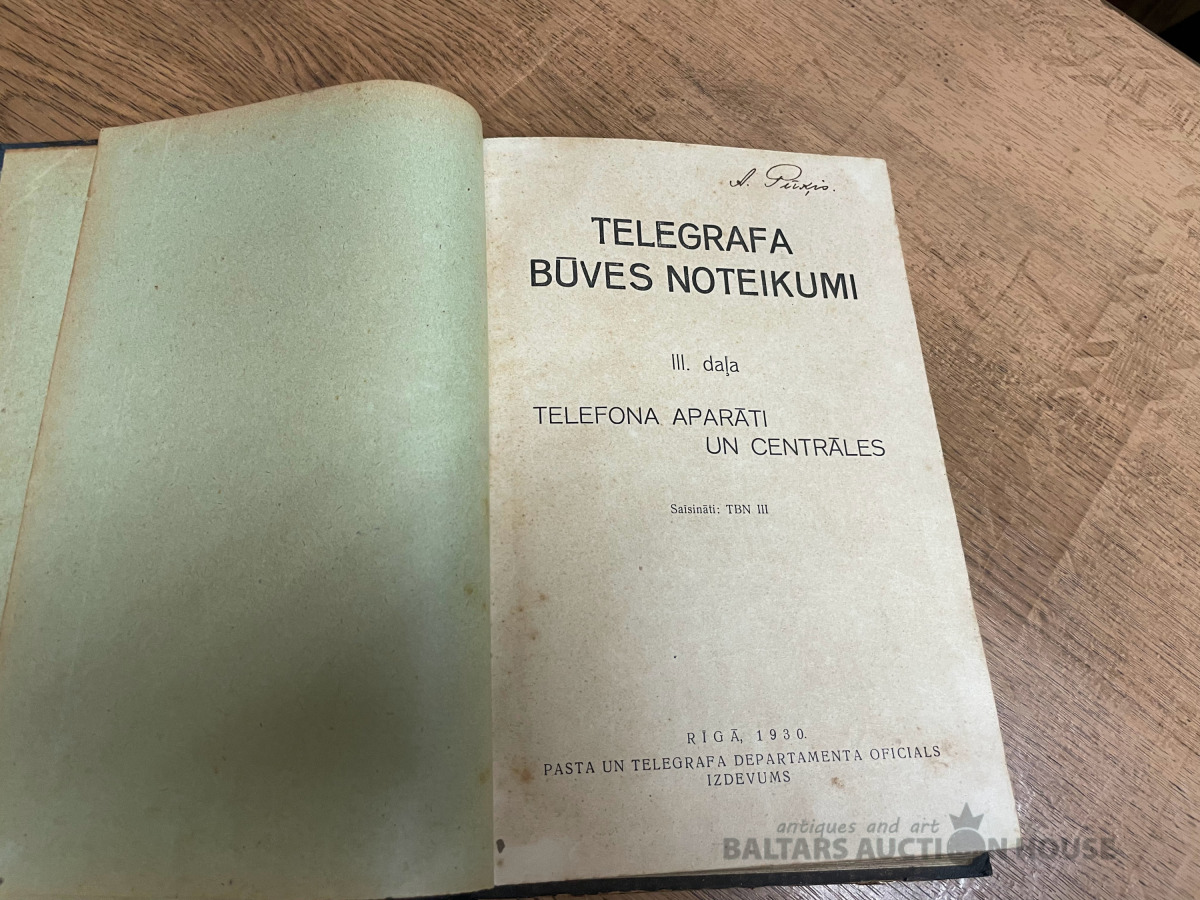 A. Pūķis.
TELEGRAFA
BŪVES NOTEIKUMI
III. daļa
TELEFONA APARĀTI
UN CENTRĀLES
Saīsināti: TBN III
RĪGĀ, 1930.
PASTA UN TELEGRAFA DEPARTAMENTA OFICIALS
IZDEVUMS
antiques and art
BALTARS AUCTION HOUSE